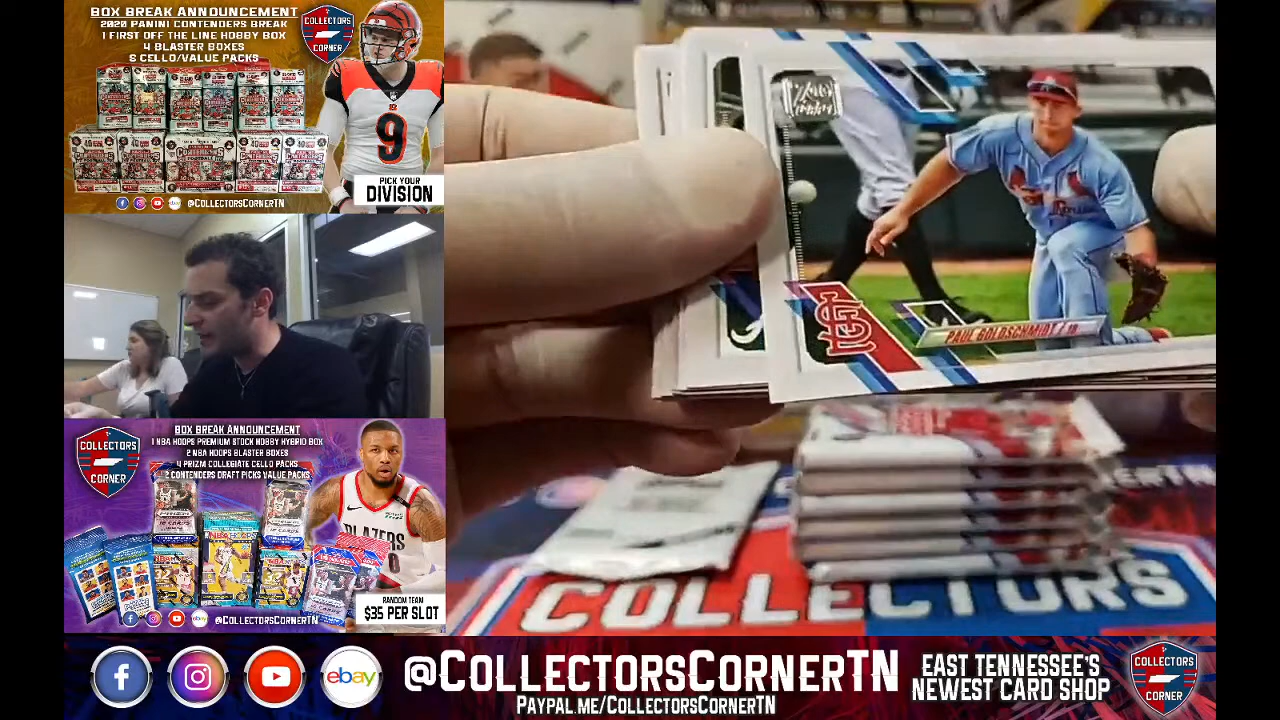 BOX BREAK ANNOUNCEMENT
2020 PANINI CONTENDERS BREAK
1 FIRST OFF THE LINE HOBBY BOX
4 BLASTER BOXES
6 CELLO/VALUE PACKS
COLLECTORS
CORNER
9
PICK YOUR
DIVISION
@COLLECTORSCORNERTN
BOX BREAK ANNOUNCEMENT
1 NBA HOOPS PREMIUM STOCK HOBBY HYBRID BOX
2 NBA HOOPS BLASTER BOXES
4 PRIZM COLLEGIATE CELLO PACKS
2 CONTENDERS DRAFT PICKS VALUE PACKS
COLLECTORS
CORNER
BLAZERS
RANDOM TEAM
$35 PER SLOT
ebay
@COLLECTORSCORNERTN
PAUL GOLDSCHMIDT / 1B
COLLECTORS
ebay
@COLLECTORSCORNERTN
PAYPAL.ME/COLLECTORSCORNERTN
EAST TENNESSEE'S
NEWEST CARD SHOP
COLLECTORS
CORNER